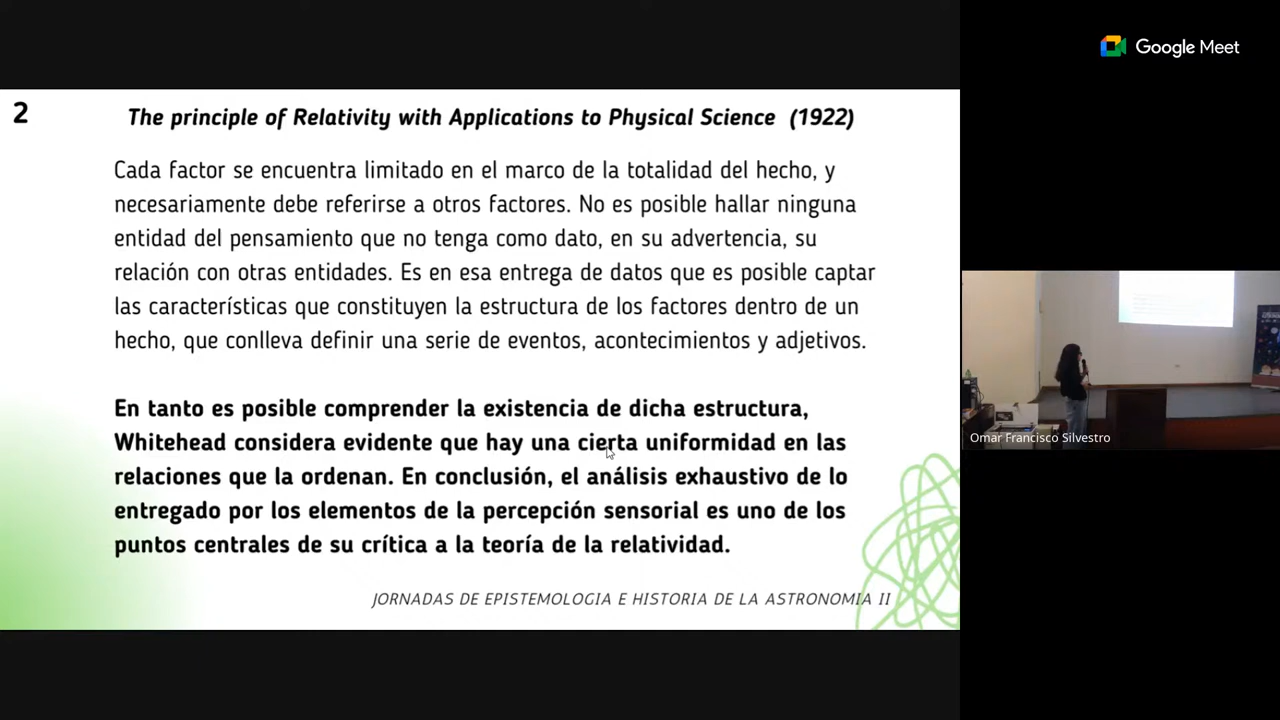 Google Meet
2
The principle of Relativity with Applications to Physical Science (1922)
Cada factor se encuentra limitado en el marco de la totalidad del hecho, y
necesariamente debe referirse a otros factores. No es posible hallar ninguna
entidad del pensamiento que no tenga como dato, en su advertencia, su
relación con otras entidades. Es en esa entrega de datos que es posible captar
las características que constituyen la estructura de los factores dentro de un
hecho, que conlleva definir una serie de eventos, acontecimientos y adjetivos.
En tanto es posible comprender la existencia de dicha estructura,
Whitehead considera evidente que hay una cierta uniformidad en las
relaciones que la ordenan. En conclusión, el análisis exhaustivo de lo
entregado por los elementos de la percepción sensorial es uno de los
puntos centrales de su crítica a la teoría de la relatividad.
JORNADAS DE EPISTEMOLOGIA E HISTORIA DE LA ASTRONOMIA II
Omar Francisco Silvestro